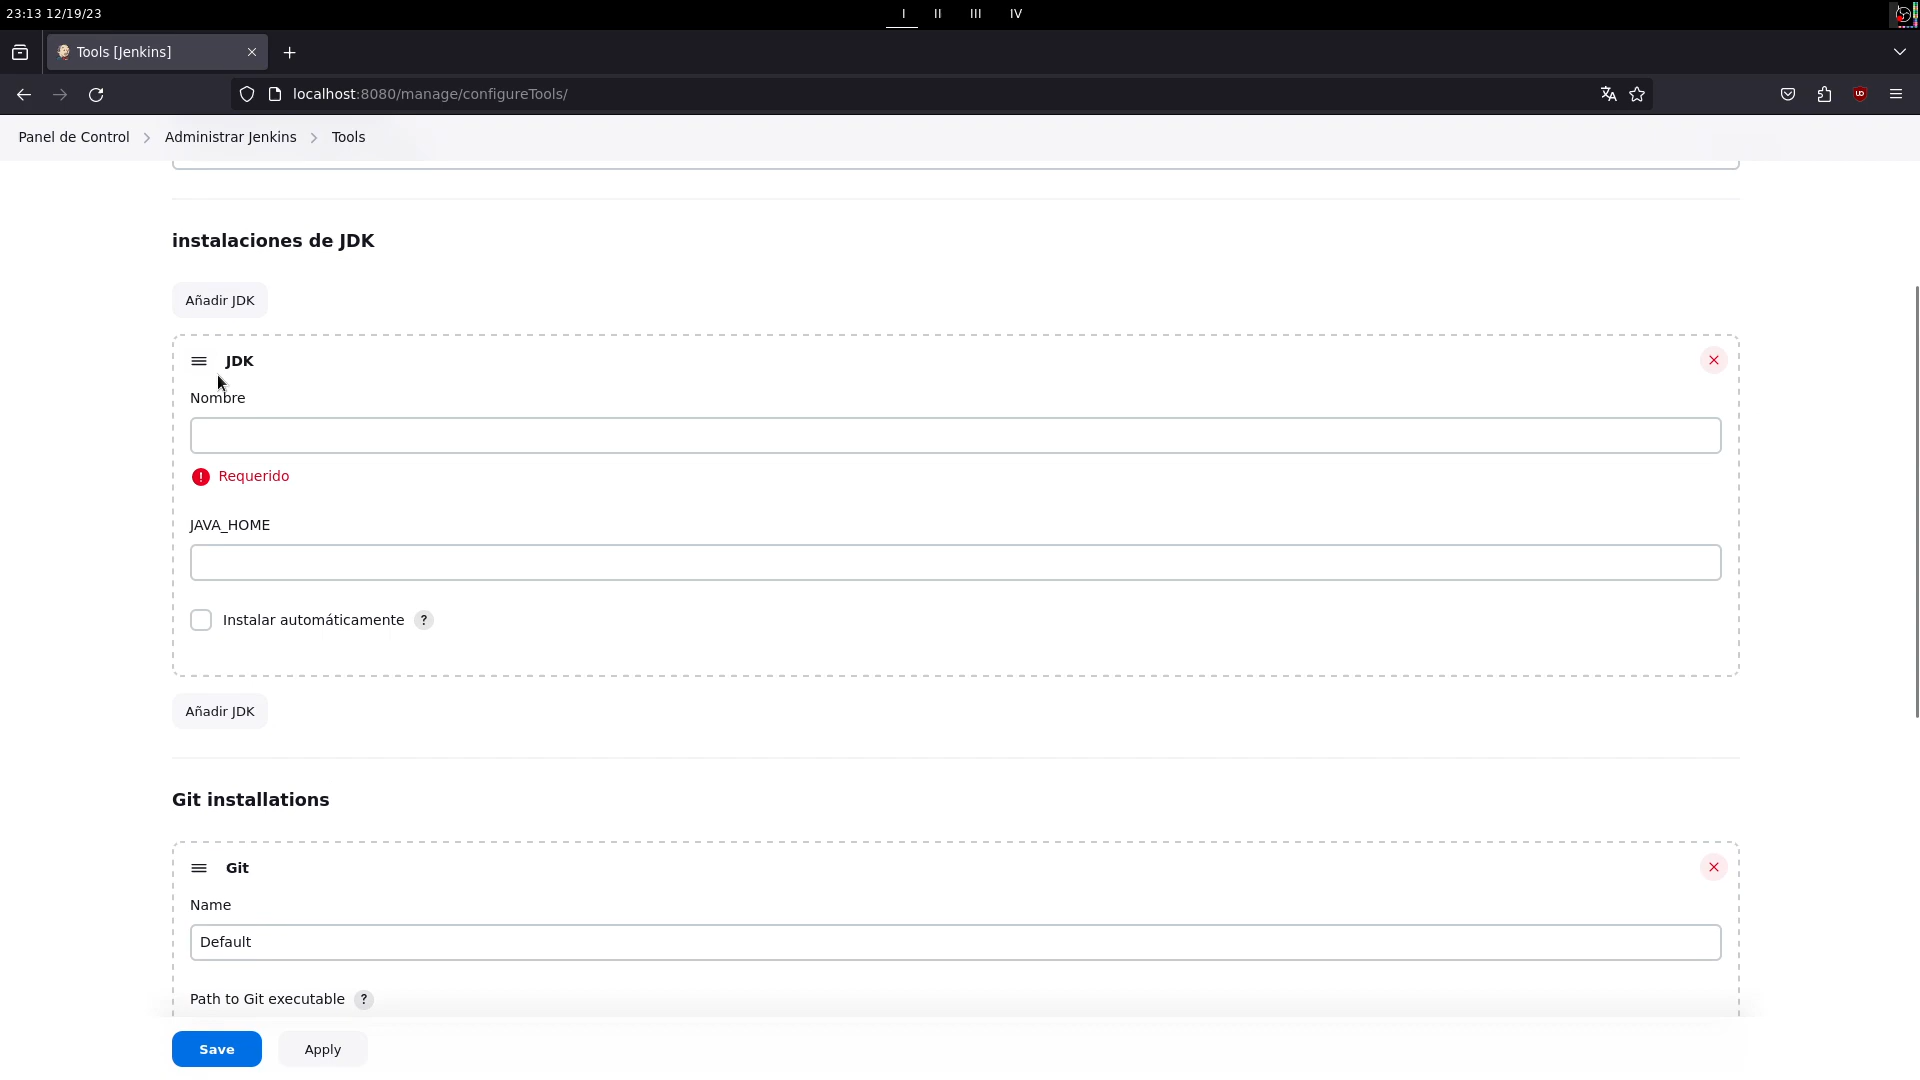 23:13 12/19/23
I II III IV
Tools [Jenkins]
localhost:8080/manage/configureTools/
Panel de Control > Administrar Jenkins > Tools
instalaciones de JDK
Añadir JDK
JDK
Nombre
Requerido
JAVA_HOME
Instalar automáticamente ?
Añadir JDK
Git installations
Git
Name
Default
Path to Git executable ?
Save Apply